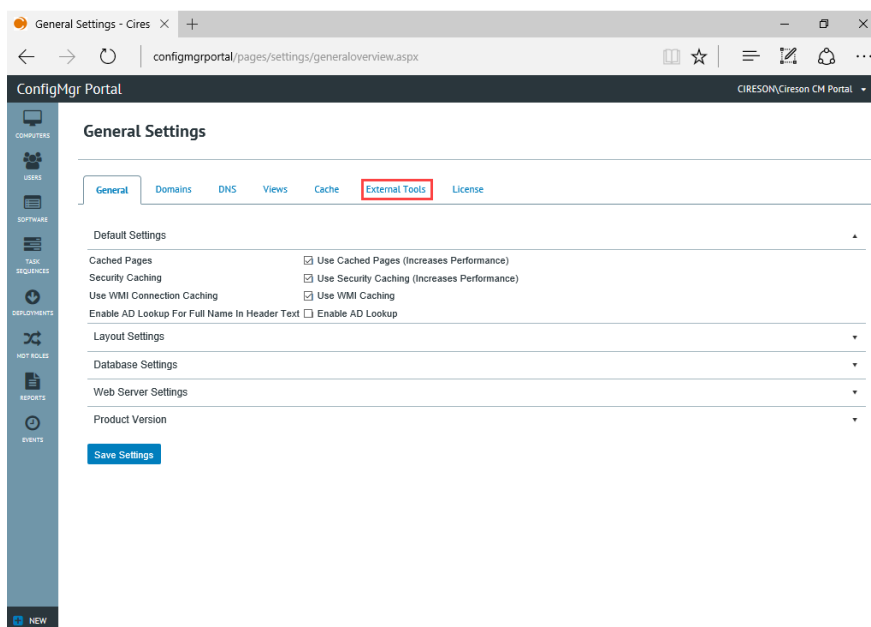 General Settings - Cires
configmgrportal/pages/settings/generaloverview.aspx
ConfigMgr Portal
CIRESON\Cireson CM Portal
COMPUTERS
USERS
SOFTWARE
TASK
SEQUENCES
DEPLOYMENTS
MDT ROLES
REPORTS
EVENTS
NEW
General Settings
General Domains DNS Views Cache External Tools License
Default Settings
Cached Pages Use Cached Pages (Increases Performance)
Security Caching Use Security Caching (Increases Performance)
Use WMI Connection Caching Use WMI Caching
Enable AD Lookup For Full Name In Header Text Enable AD Lookup
Layout Settings
Database Settings
Web Server Settings
Product Version
Save Settings